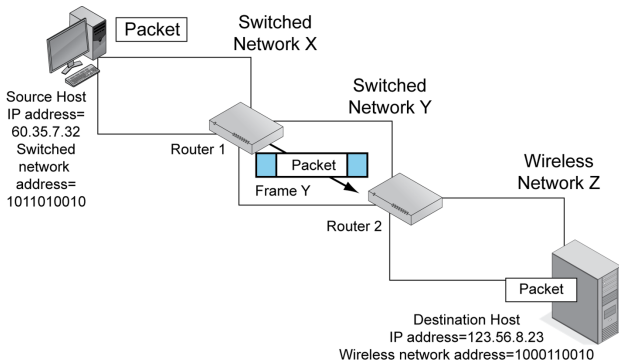 Packet
Switched
Network X
Source Host
IP address=
60.35.7.32
Switched
network
address=
1011010010
Router 1
Switched
Network Y
Packet
Frame Y
Router 2
Wireless
Network Z
Packet
Destination Host
IP address=123.56.8.23
Wireless network address=1000110010